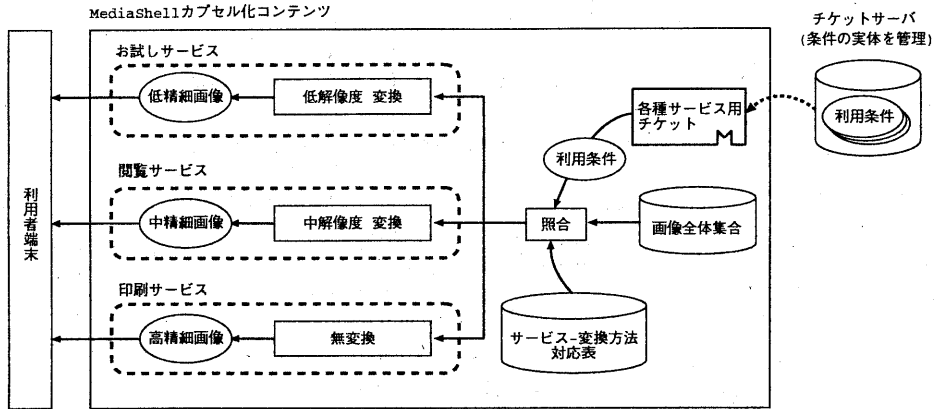 MediaShellカプセル化コンテンツ
チケットサーバ
(条件の実体を管理)
お試しサービス
低精細画像
低解像度 変換
各種サービス用
チケット
利用条件
利用条件
閲覧サービス
中精細画像
中解像度 変換
照合
画像全体集合
利用者端末
印刷サービス
高精細画像
無変換
サービス-変換方法
対応表